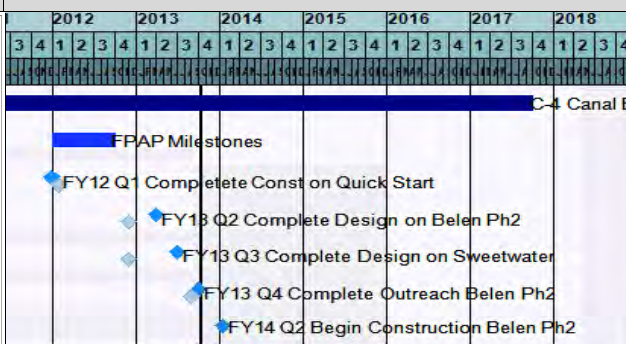 2012 2013 2014 2015 2016 2017 2018
3 4 1 2 3 4 1 2 3 4 1 2 3 4 1 2 3 4 1 2 3 4 1 2 3 4 1 2 3 4
C-4 Canal
FPAP Milestones
FY12 Q1 Completete Const on Quick Start
FY13 Q2 Complete Design on Belen Ph2
FY13 Q3 Complete Design on Sweetwater
FY13 Q4 Complete Outreach Belen Ph2
FY14 Q2 Begin Construction Belen Ph2